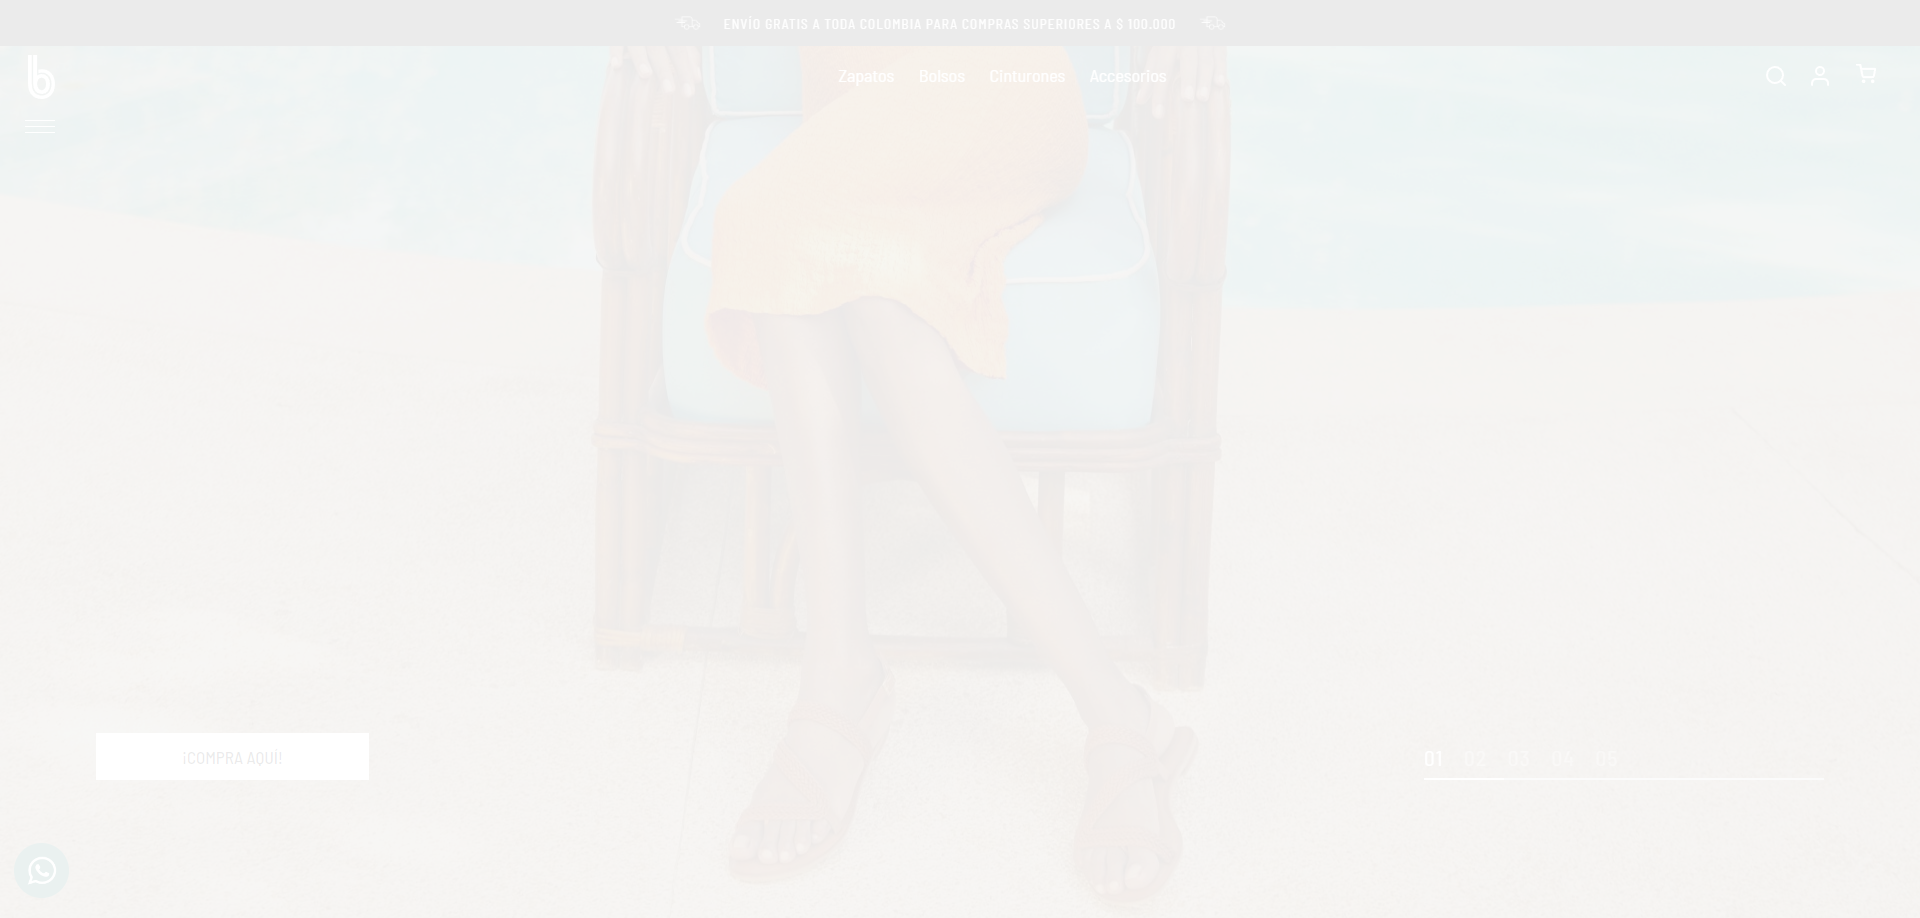 ENVÍO GRATIS A TODA COLOMBIA PARA COMPRAS SUPERIORES A $ 100.000
b
Zapatos Bolsos Cinturones Accesorios
¡COMPRA AQUÍ!
01 02 03 04 05